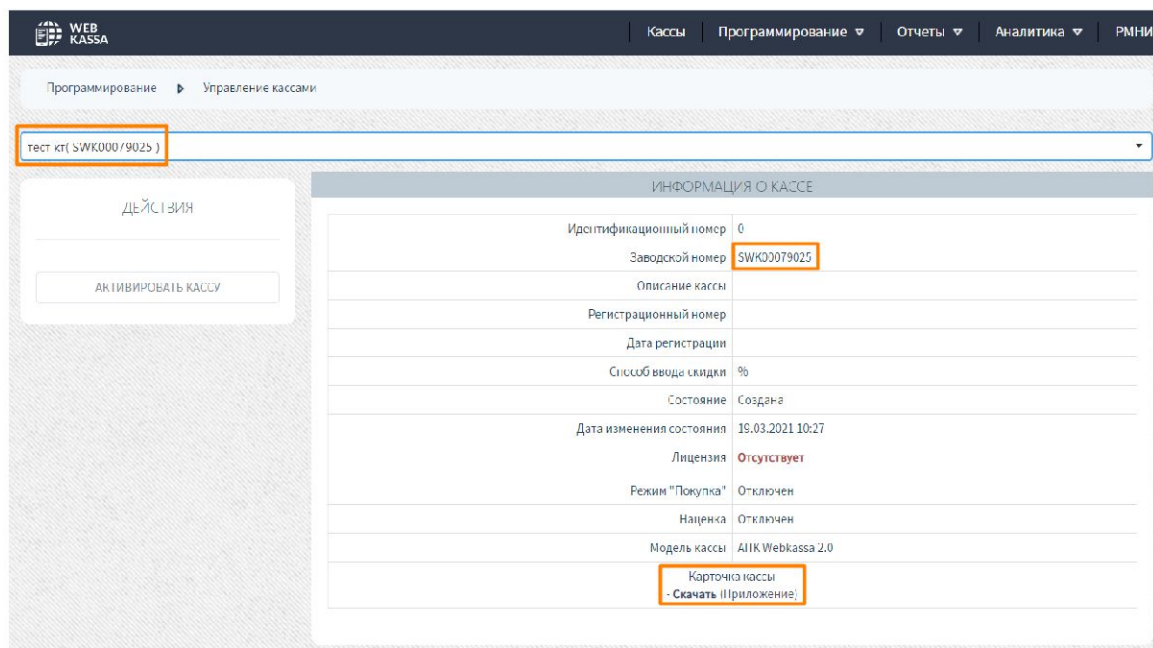 WEB
KASSA
Кассы Программирование Отчеты Аналитика РМНИ
Программирование Управление кассами
тест кт( SWK00079025 )
ДЕЙСТВИЯ
АКТИВИРОВАТЬ КАССУ
ИНФОРМАЦИЯ О КАССЕ
Идентификационный номер 0
Заводской номер SWK00079025
Описание кассы
Регистрационный номер
Дата регистрации
Способ ввода скидки %
Состояние Создана
Дата изменения состояния 19.03.2021 10:27
Лицензия Отсутствует
Режим "Покупка" Отключен
Наценка Отключен
Модель кассы АПК Webkassa 2.0
Карточка кассы
- Скачать (Приложение)